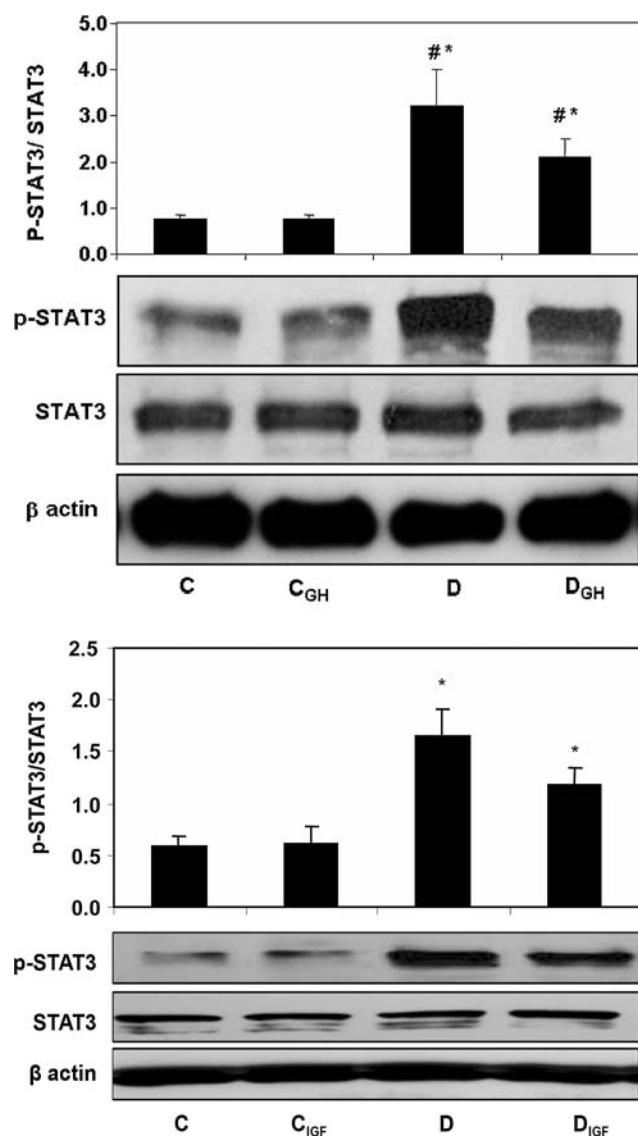 5.0
4.0
3.0
2.0
1.0
0.0
P-STAT3/ STAT3
#*
#*
p-STAT3
STAT3
β actin
C CGH D DGH
2.5
2.0
1.5
1.0
0.5
0.0
p-STAT3/STAT3
*
*
p-STAT3
STAT3
β actin
C CIGF D DIGF